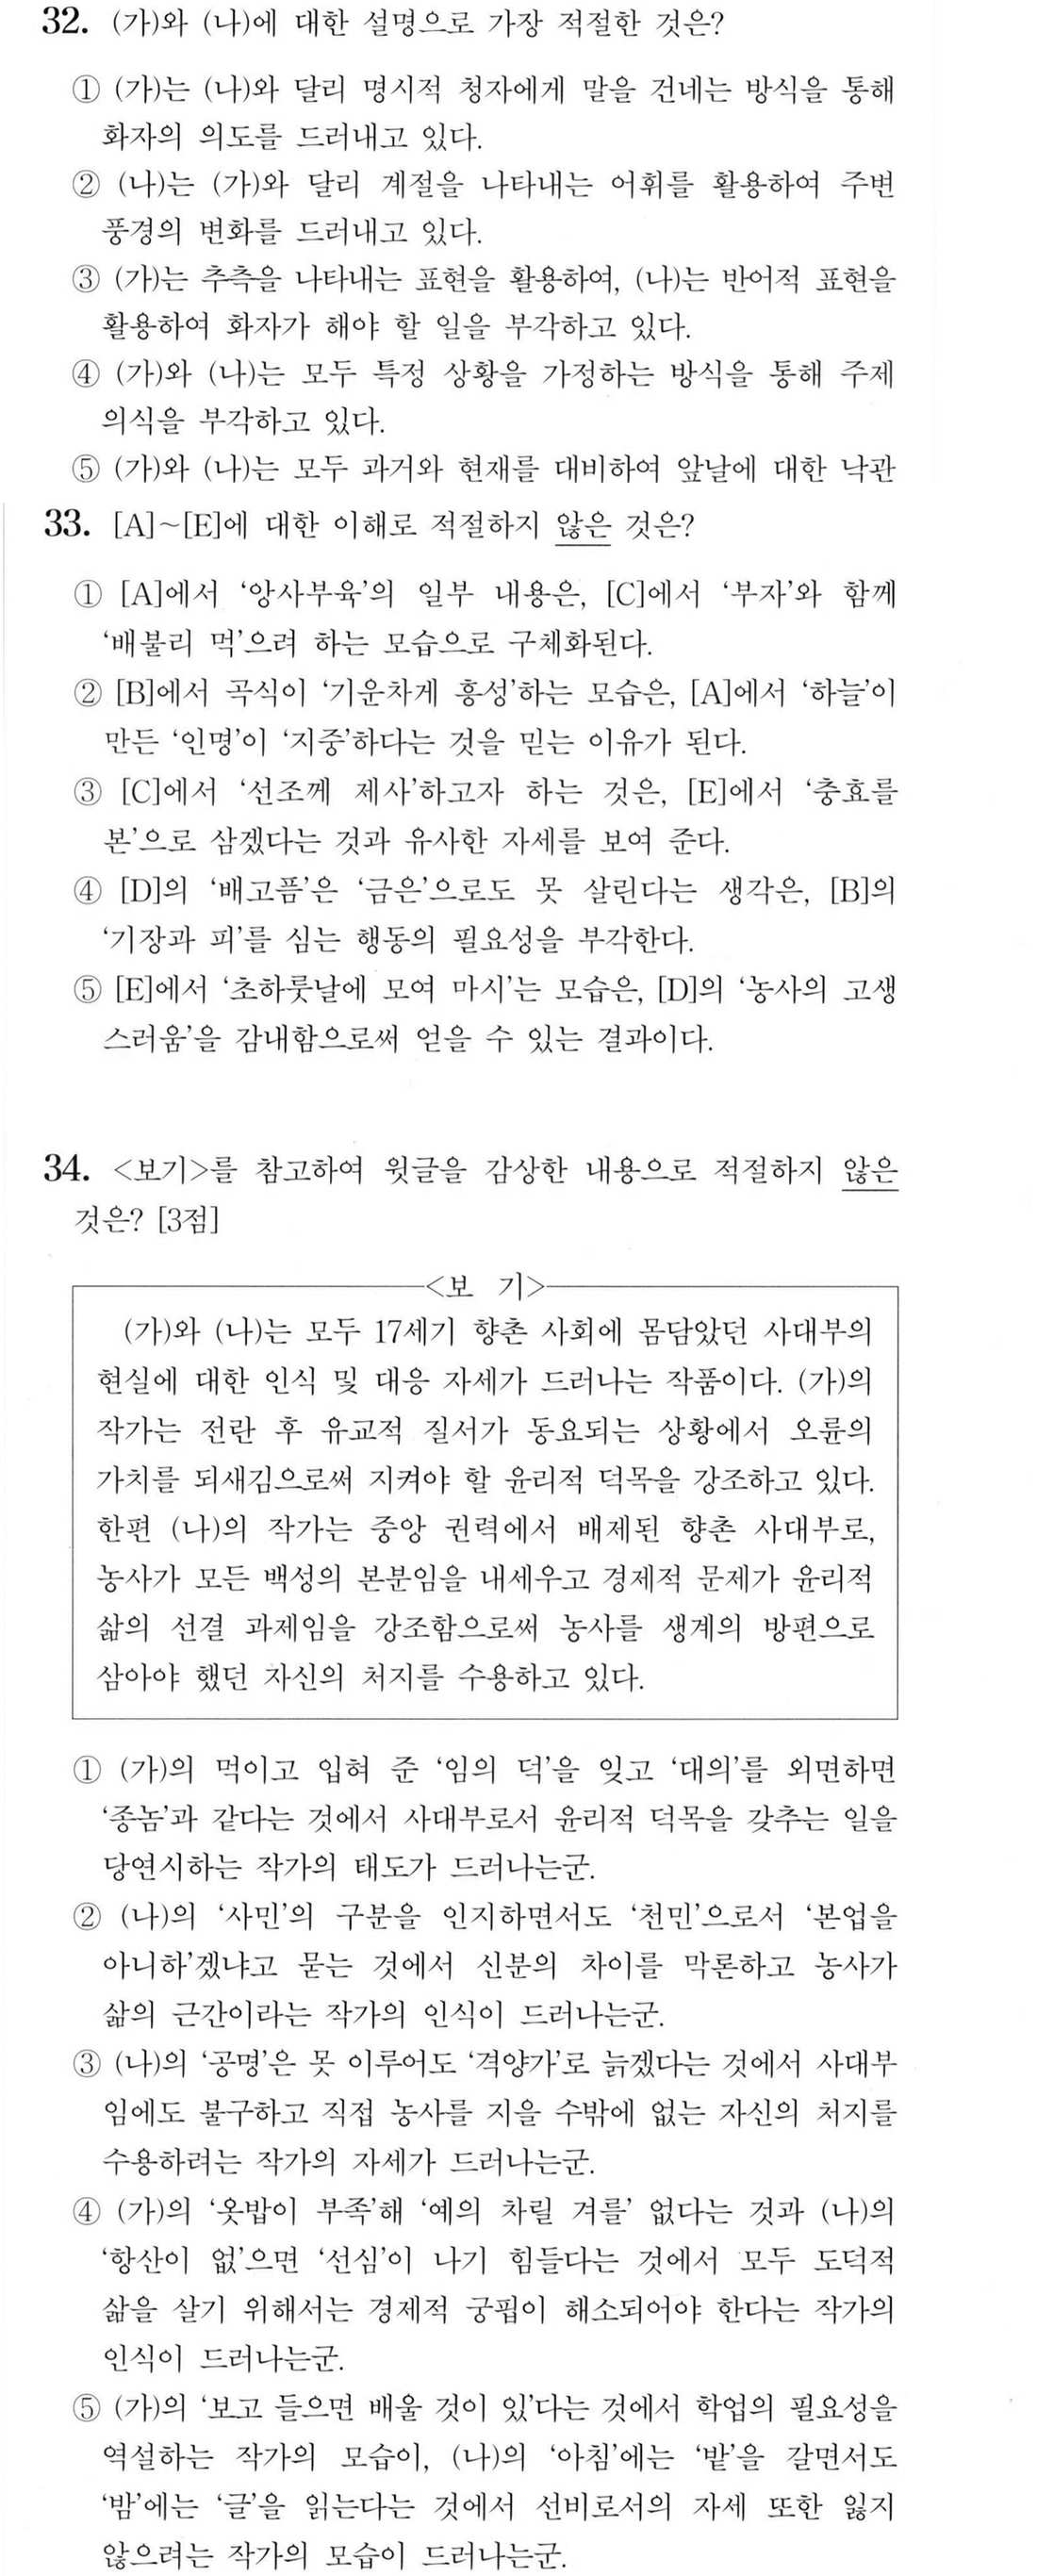 32. (가)와 (나)에 대한 설명으로 가장 적절한 것은?
① (가)는 (나)와 달리 명시적 청자에게 말을 건네는 방식을 통해
화자의 의도를 드러내고 있다.
② (나)는 (가)와 달리 계절을 나타내는 어휘를 활용하여 주변
풍경의 변화를 드러내고 있다.
③ (가)는 추측을 나타내는 표현을 활용하여, (나)는 반어적 표현을
활용하여 화자가 해야 할 일을 부각하고 있다.
④ (가)와 (나)는 모두 특정 상황을 가정하는 방식을 통해 주제
의식을 부각하고 있다.
⑤ (가)와 (나)는 모두 과거와 현재를 대비하여 앞날에 대한 낙관
33. [A]~[E]에 대한 이해로 적절하지 않은 것은?
① [A]에서 ‘앙사부육’의 일부 내용은, [C]에서 ‘부자’와 함께
‘배불리 먹’으려 하는 모습으로 구체화된다.
② [B]에서 곡식이 ‘기운차게 흥성’하는 모습은, [A]에서 ‘하늘’이
만든 ‘인명’이 ‘지중’하다는 것을 믿는 이유가 된다.
③ [C]에서 ‘선조께 제사’하고자 하는 것은, [E]에서 ‘충효를
본’으로 삼겠다는 것과 유사한 자세를 보여 준다.
④ [D]의 ‘배고픔’은 ‘금은’으로도 못 살린다는 생각은, [B]의
‘기장과 피’를 심는 행동의 필요성을 부각한다.
⑤ [E]에서 ‘초하룻날에 모여 마시’는 모습은, [D]의 ‘농사의 고생
스러움’을 감내함으로써 얻을 수 있는 결과이다.
34. <보기>를 참고하여 윗글을 감상한 내용으로 적절하지 않은
것은? [3점]
<보 기>
(가)와 (나)는 모두 17세기 향촌 사회에 몸담았던 사대부의
현실에 대한 인식 및 대응 자세가 드러나는 작품이다. (가)의
작가는 전란 후 유교적 질서가 동요되는 상황에서 오륜의
가치를 되새김으로써 지켜야 할 윤리적 덕목을 강조하고 있다.
한편 (나)의 작가는 중앙 권력에서 배제된 향촌 사대부로,
농사가 모든 백성의 본분임을 내세우고 경제적 문제가 윤리적
삶의 선결 과제임을 강조함으로써 농사를 생계의 방편으로
삼아야 했던 자신의 처지를 수용하고 있다.
① (가)의 먹이고 입혀 준 ‘임의 덕’을 잊고 ‘대의’를 외면하면
‘종놈’과 같다는 것에서 사대부로서 윤리적 덕목을 갖추는 일을
당연시하는 작가의 태도가 드러나는군.
② (나)의 ‘사민’의 구분을 인지하면서도 ‘천민’으로서 ‘본업을
아니하’겠냐고 묻는 것에서 신분의 차이를 막론하고 농사가
삶의 근간이라는 작가의 인식이 드러나는군.
③ (나)의 ‘공명’은 못 이루어도 ‘격양가’로 늙겠다는 것에서 사대부
임에도 불구하고 직접 농사를 지을 수밖에 없는 자신의 처지를
수용하려는 작가의 자세가 드러나는군.
④ (가)의 ‘옷밥이 부족’해 ‘예의 차릴 겨를’ 없다는 것과 (나)의
‘항산이 없’으면 ‘선심’이 나기 힘들다는 것에서 모두 도덕적
삶을 살기 위해서는 경제적 궁핍이 해소되어야 한다는 작가의
인식이 드러나는군.
⑤ (가)의 ‘보고 들으면 배울 것이 있’다는 것에서 학업의 필요성을
역설하는 작가의 모습이, (나)의 ‘아침’에는 ‘밭’을 갈면서도
‘밤’에는 ‘글’을 읽는다는 것에서 선비로서의 자세 또한 잃지
않으려는 작가의 모습이 드러나는군.